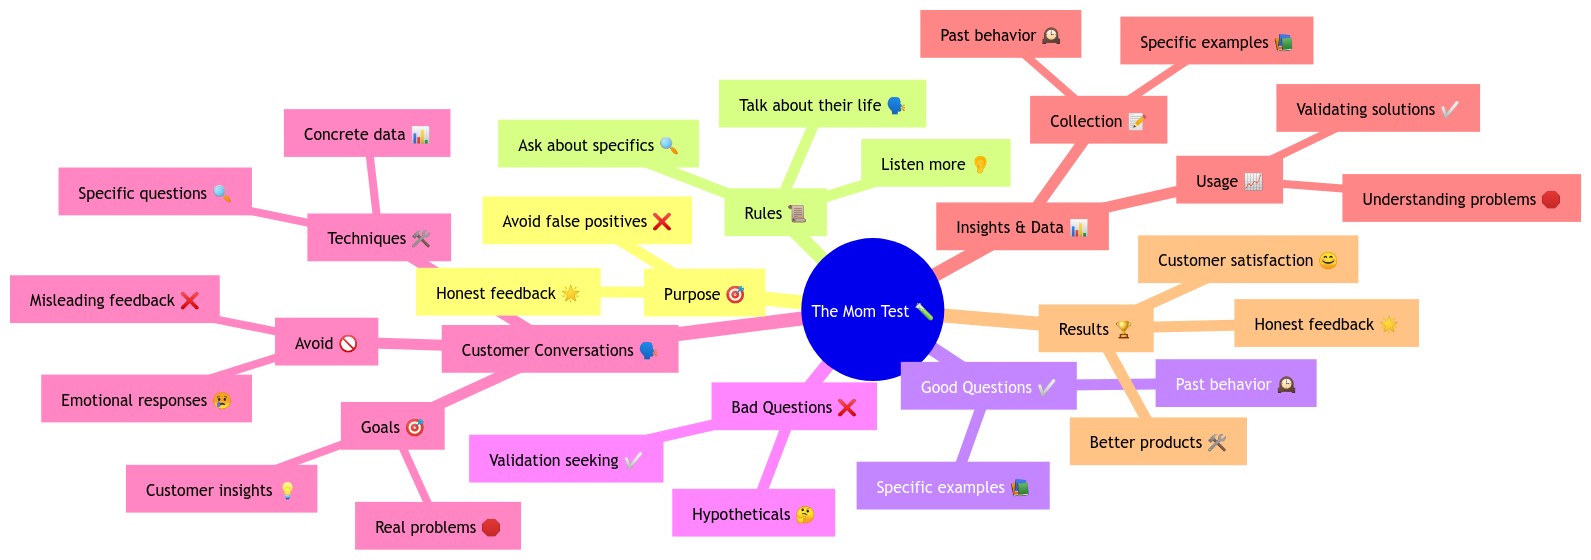 The Mom Test 🧪
Purpose 🎯
Avoid false positives ❌
Honest feedback 🌟
Rules 📜
Ask about specifics 🔍
Talk about their life 🗣️
Listen more 👂
Insights & Data 📊
Collection 📝
Past behavior 🕰️
Specific examples 📚
Usage 📈
Validating solutions ✔️
Understanding problems 🛑
Results 🏆
Customer satisfaction 😊
Honest feedback 🌟
Better products 🛠️
Good Questions ✔️
Past behavior 🕰️
Specific examples 📚
Bad Questions ❌
Validation seeking ✔️
Hypotheticals 🤔
Customer Conversations 🗣️
Techniques 🛠️
Concrete data 📊
Specific questions 🔍
Avoid 🚫
Misleading feedback ❌
Emotional responses 😢
Goals 🎯
Customer insights 💡
Real problems 🛑